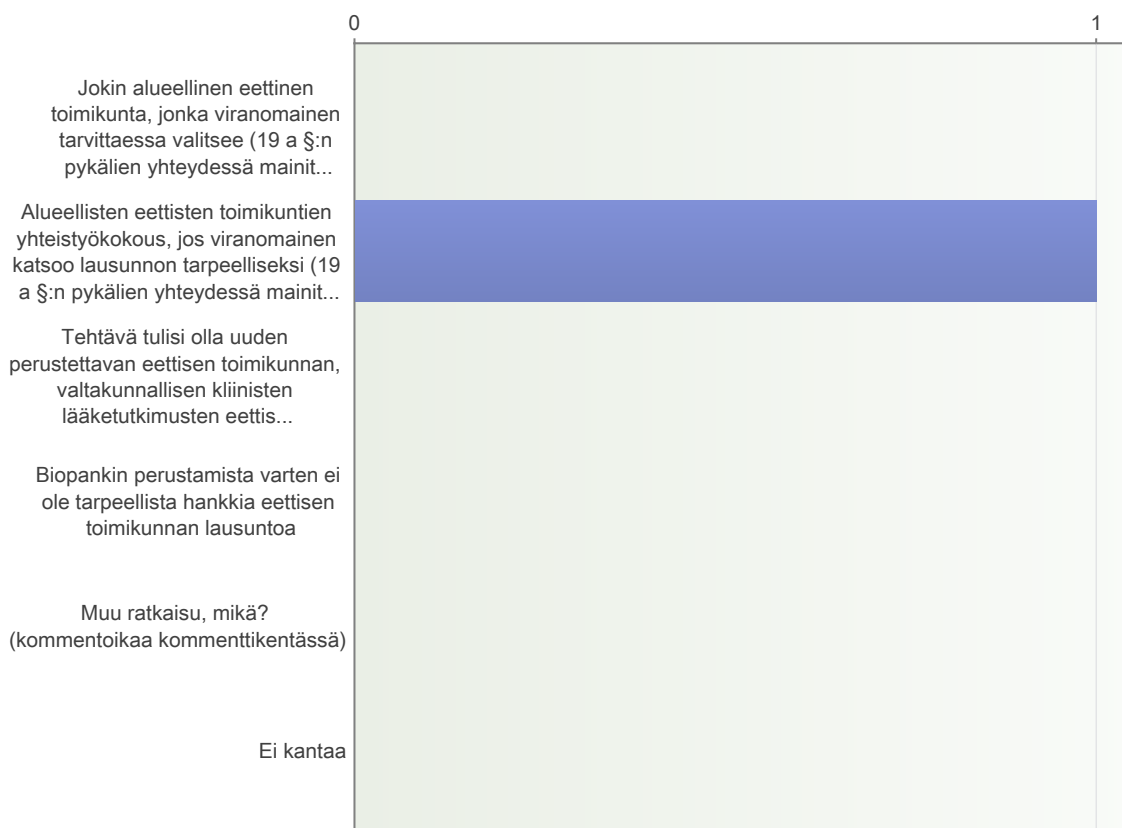 0 1
Jokin alueellinen eettinen
toimikunta, jonka viranomainen
tarvittaessa valitsee (19 a §:n
pykälien yhteydessä mainit...
Alueellisten eettisten toimikuntien
yhteistyökokous, jos viranomainen
katsoo lausunnon tarpeelliseksi (19
a §:n pykälien yhteydessä mainit...
Tehtävä tulisi olla uuden
perustettavan eettisen toimikunnan,
valtakunnallisen kliinisten
lääketutkimusten eettis...
Biopankin perustamista varten ei
ole tarpeellista hankkia eettisen
toimikunnan lausuntoa
Muu ratkaisu, mikä?
(kommentoikaa kommenttikentässä)
Ei kantaa